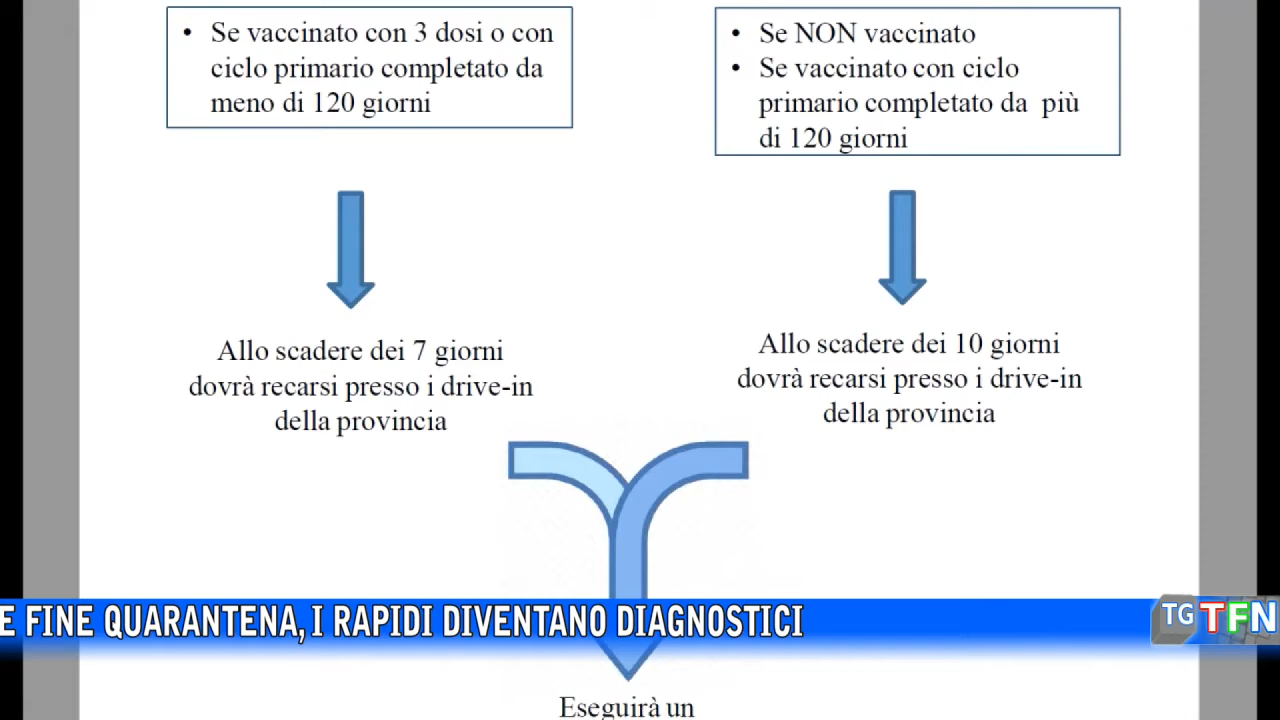 • Se vaccinato con 3 dosi o con
ciclo primario completato da
meno di 120 giorni
• Se NON vaccinato
• Se vaccinato con ciclo
primario completato da più
di 120 giorni
Allo scadere dei 7 giorni
dovrà recarsi presso i drive-in
della provincia
Allo scadere dei 10 giorni
dovrà recarsi presso i drive-in
della provincia
E FINE QUARANTENA, I RAPIDI DIVENTANO DIAGNOSTICI
TG TFN
Eseguirà un